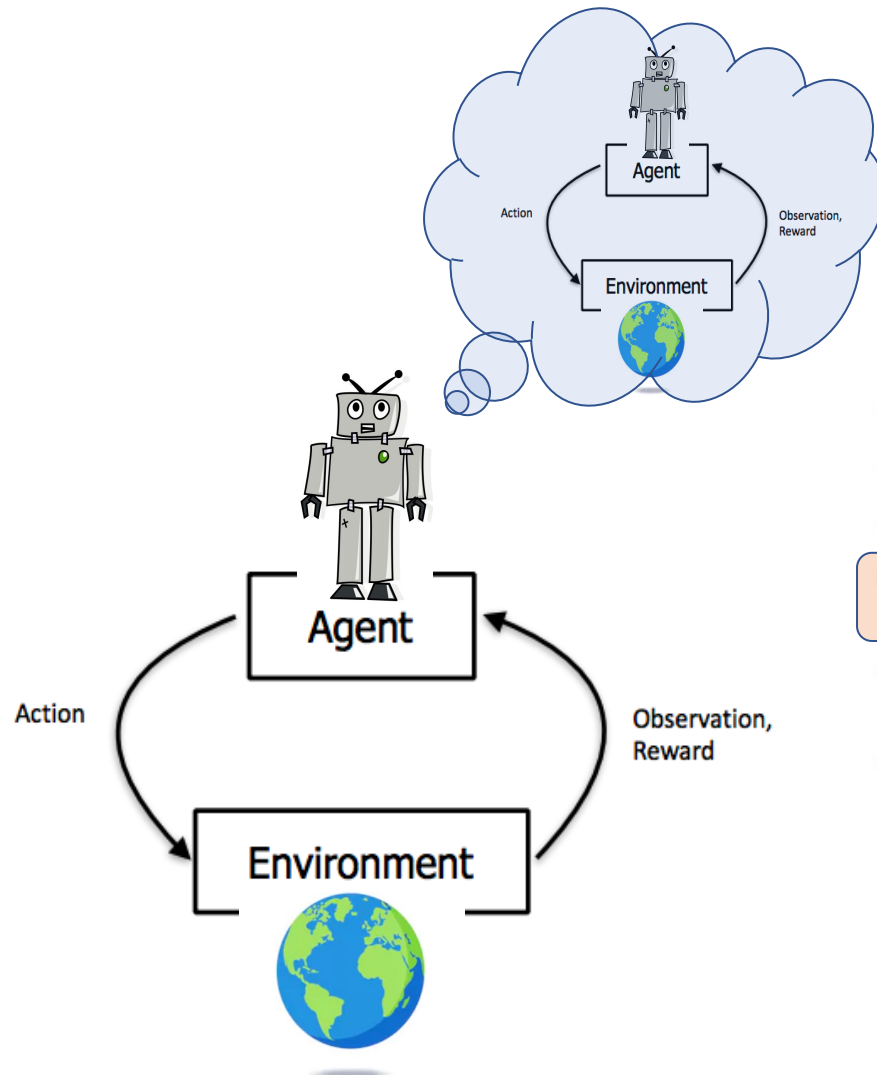 Agent
Action
Observation,
Reward
Environment
Agent
Action
Observation,
Reward
Environment